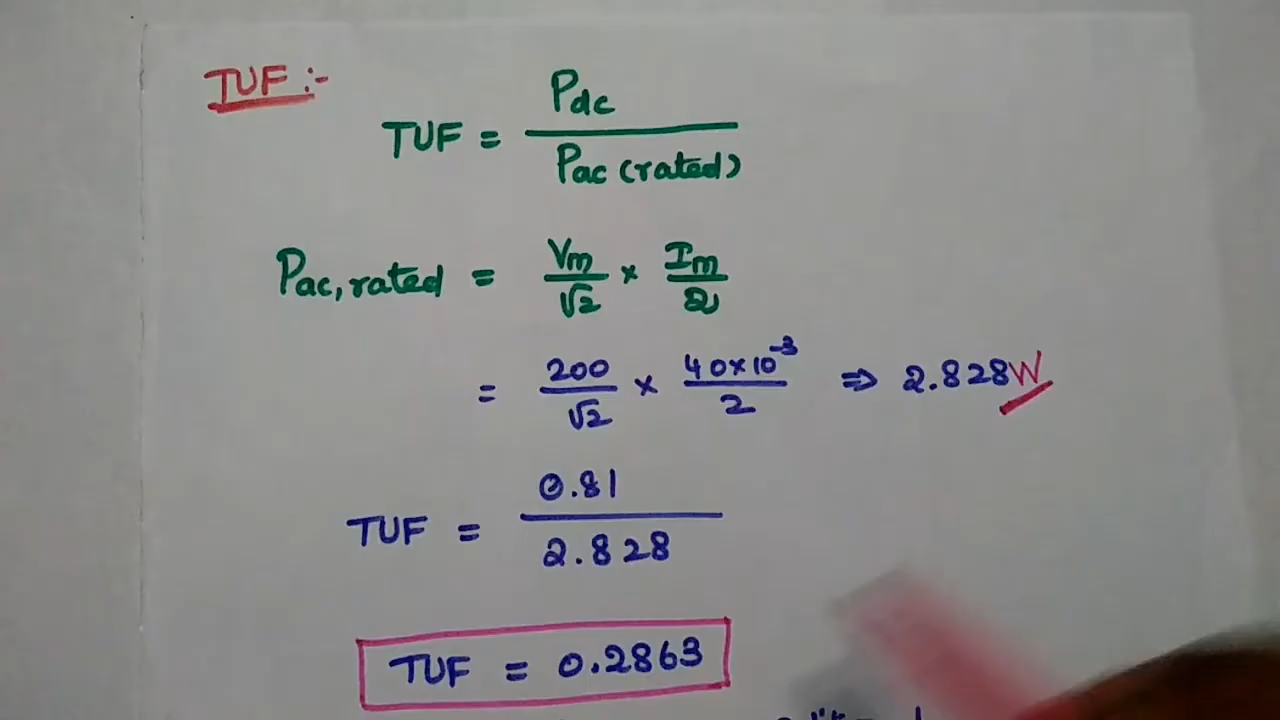 TUF :-
TUF = Pdc / Pac (rated)
Pac, rated = Vm/√2 × Im/2
= 200/√2 × 40×10⁻³/2 ⇒ 2.828W
TUF = 0.81 / 2.828
TUF = 0.2863